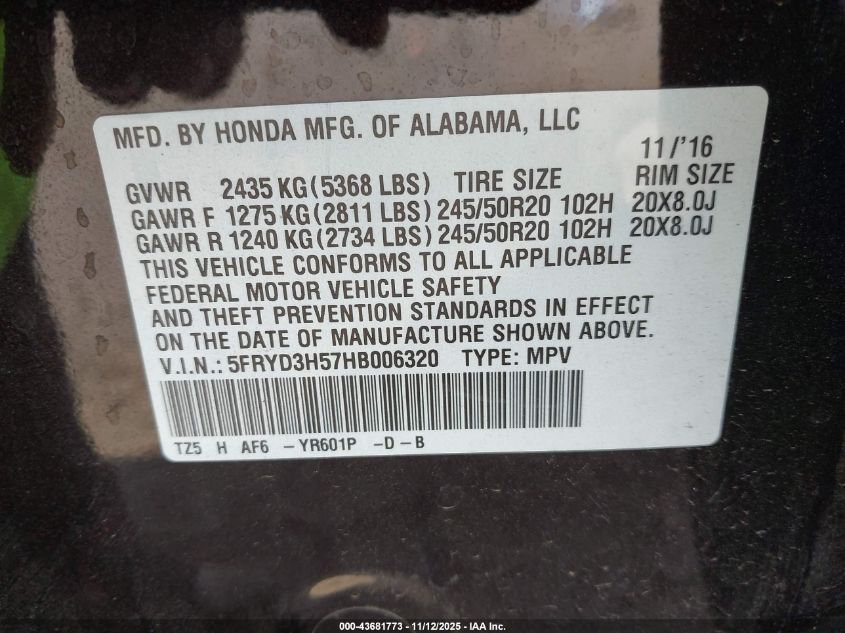 MFD. BY HONDA MFG. OF ALABAMA, LLC
11/'16
GVWR 2435 KG (5368 LBS) TIRE SIZE RIM SIZE
GAWR F 1275 KG (2811 LBS) 245/50R20 102H 20X8.0J
GAWR R 1240 KG (2734 LBS) 245/50R20 102H 20X8.0J
THIS VEHICLE CONFORMS TO ALL APPLICABLE
FEDERAL MOTOR VEHICLE SAFETY
AND THEFT PREVENTION STANDARDS IN EFFECT
ON THE DATE OF MANUFACTURE SHOWN ABOVE.
V.I.N.: 5FRYD3H57HB006320 TYPE: MPV
TZ5 H AF6 -YR601P -D-B
000-43681773 - 11/12/2025 - IAA Inc.